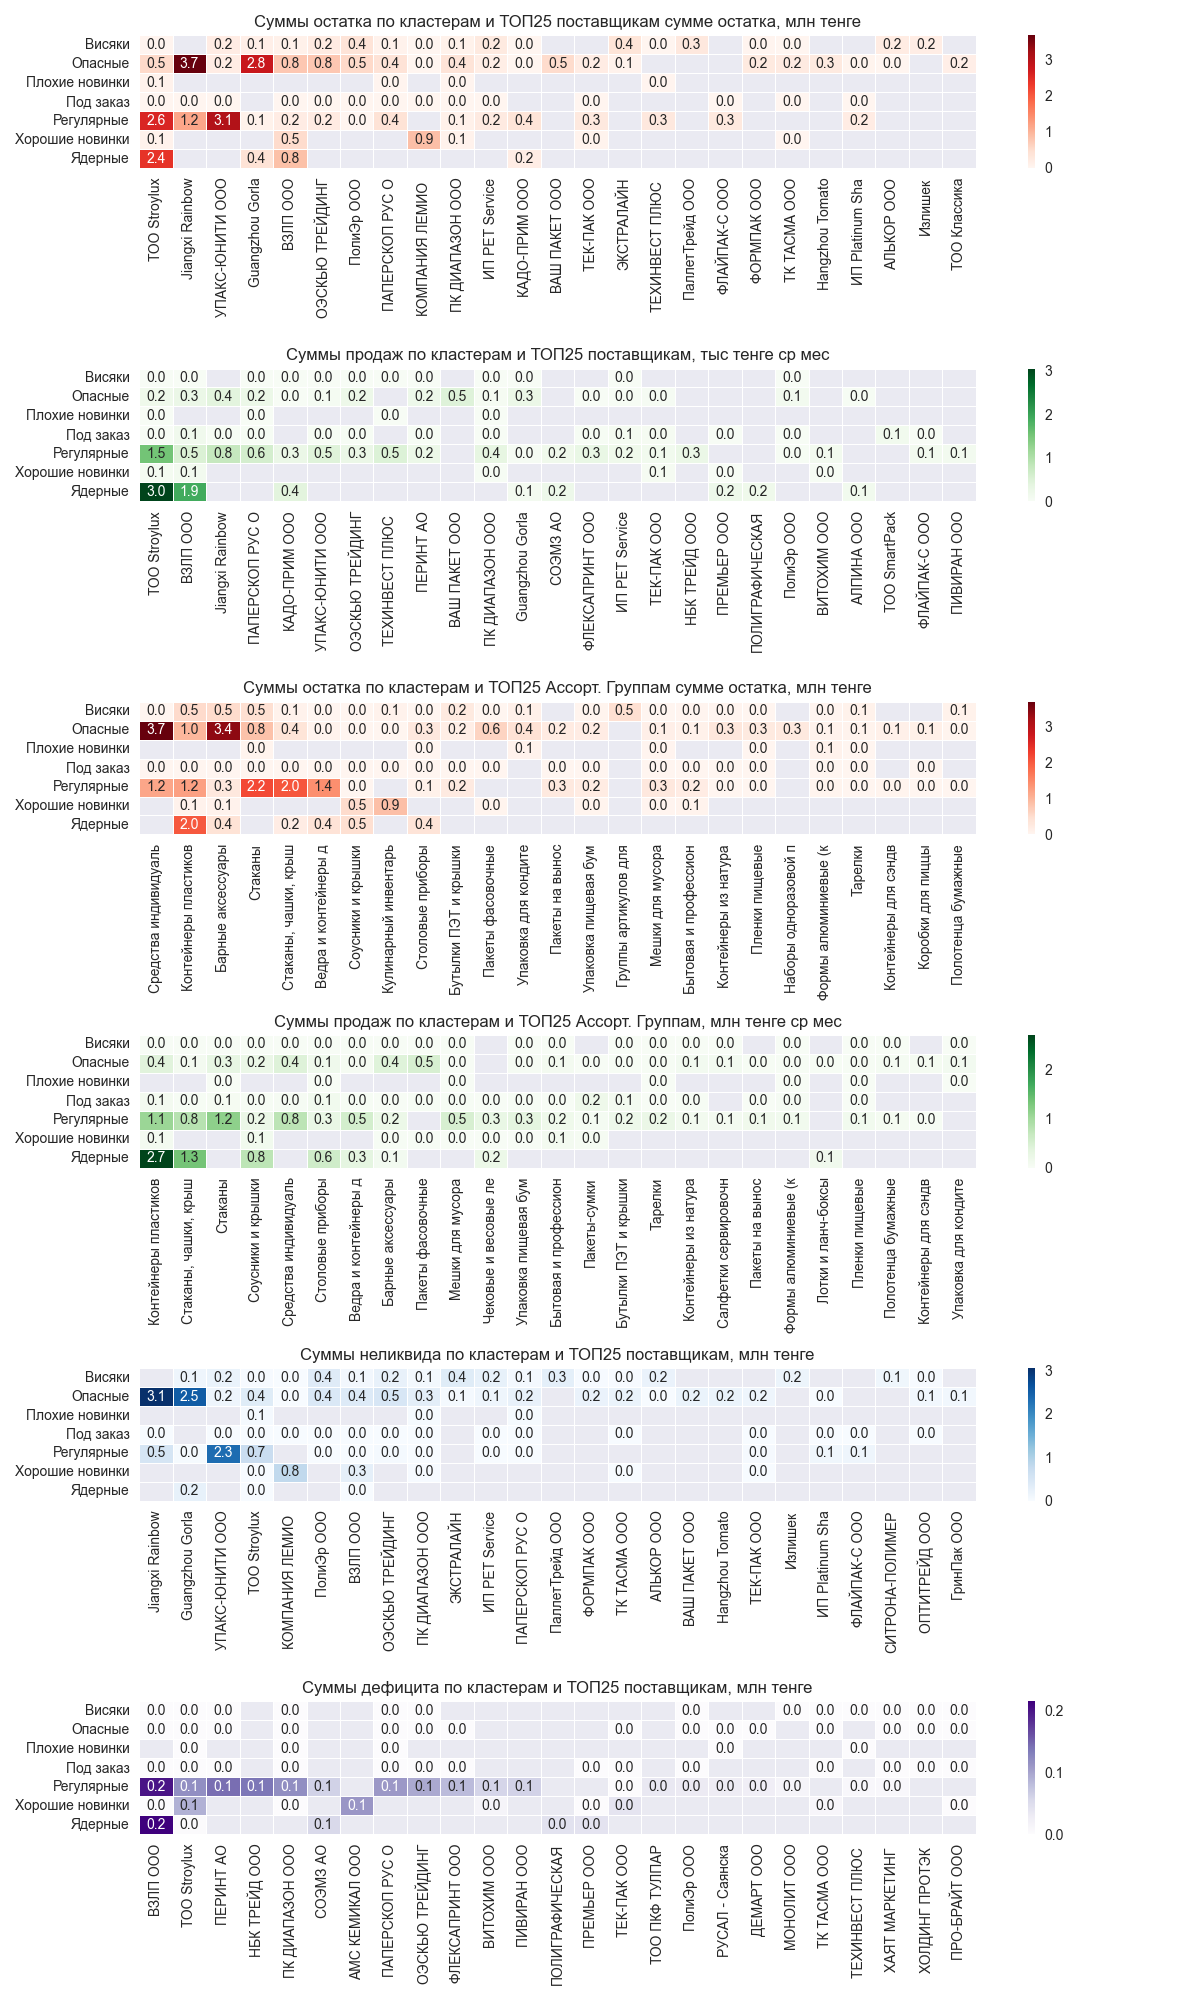 Суммы остатка по кластерам и ТОП25 поставщикам сумме остатка, млн тенге
Висяки 0.0 0.2 0.1 0.1 0.2 0.4 0.1 0.0 0.1 0.2 0.0 0.4 0.0 0.3 0.0 0.0 0.2 0.2
Опасные 0.5 3.7 0.2 2.8 0.8 0.8 0.5 0.4 0.0 0.4 0.2 0.0 0.5 0.2 0.1 0.2 0.2 0.3 0.0 0.0 0.2
Плохие новинки 0.1 0.0 0.0 0.0
Под заказ 0.0 0.0 0.0 0.0 0.0 0.0 0.0 0.0 0.0 0.0 0.0 0.0 0.0 0.0
Регулярные 2.6 1.2 3.1 0.1 0.2 0.2 0.0 0.4 0.1 0.2 0.4 0.3 0.3 0.3 0.2
Хорошие новинки 0.1 0.5 0.9 0.1 0.0 0.0
Ядерные 2.4 0.4 0.8 0.2
3
2
1
0
ТОО Stroylux
Jiangxi Rainbow
УПАКС-ЮНИТИ ООО
Guangzhou Gorla
ВЗЛП ООО
ОЭСКЬЮ ТРЕЙДИНГ
ПолиЭр ООО
ПАПЕРСКОП РУС О
КОМПАНИЯ ЛЕМИО
ПК ДИАПАЗОН ООО
ИП PET Service
КАДО-ПРИМ ООО
ВАШ ПАКЕТ ООО
ТЕК-ПАК ООО
ЭКСТРАЛАЙН
ТЕХИНВЕСТ ПЛЮС
ПаллетТрейд ООО
ФЛАЙПАК-С ООО
ФОРМПАК ООО
ТК ТАСМА ООО
Hangzhou Tomato
ИП Platinum Sha
АЛЬКОР ООО
Излишек
ТОО Классика
Суммы продаж по кластерам и ТОП25 поставщикам, тыс тенге ср мес
Висяки 0.0 0.0 0.0 0.0 0.0 0.0 0.0 0.0 0.0 0.0 0.0 0.0
Опасные 0.2 0.3 0.4 0.2 0.0 0.1 0.2 0.2 0.5 0.1 0.3 0.0 0.0 0.0 0.1 0.0
Плохие новинки 0.0 0.0 0.0 0.0
Под заказ 0.0 0.1 0.0 0.0 0.0 0.0 0.0 0.0 0.0 0.1 0.0 0.0 0.0 0.1 0.0
Регулярные 1.5 0.5 0.8 0.6 0.3 0.5 0.3 0.5 0.2 0.4 0.0 0.2 0.3 0.2 0.1 0.3 0.0 0.1 0.1 0.1
Хорошие новинки 0.1 0.1 0.0 0.1 0.0 0.0
Ядерные 3.0 1.9 0.4 0.1 0.2 0.2 0.2 0.1
3
2
1
0
ТОО Stroylux
ВЗЛП ООО
Jiangxi Rainbow
ПАПЕРСКОП РУС О
КАДО-ПРИМ ООО
УПАКС-ЮНИТИ ООО
ОЭСКЬЮ ТРЕЙДИНГ
ТЕХИНВЕСТ ПЛЮС
ПЕРИНТ АО
ВАШ ПАКЕТ ООО
ПК ДИАПАЗОН ООО
Guangzhou Gorla
СОЭМЗ АО
ФЛЕКСАПРИНТ ООО
ИП PET Service
ТЕК-ПАК ООО
НБК ТРЕЙД ООО
ПРЕМЬЕР ООО
ПОЛИГРАФИЧЕСКАЯ
ПолиЭр ООО
ВИТОХИМ ООО
АЛПИНА ООО
ТОО SmartPack
ФЛАЙПАК-С ООО
ПИВИРАН ООО
Суммы остатка по кластерам и ТОП25 Ассорт. Группам сумме остатка, млн тенге
Висяки 0.0 0.5 0.5 0.5 0.1 0.0 0.0 0.1 0.0 0.2 0.0 0.1 0.0 0.5 0.0 0.0 0.0 0.0 0.0 0.1 0.1
Опасные 3.7 1.0 3.4 0.8 0.4 0.0 0.0 0.0 0.3 0.2 0.6 0.4 0.2 0.2 0.1 0.1 0.3 0.3 0.3 0.1 0.1 0.1 0.1 0.0
Плохие новинки 0.0 0.0 0.1 0.0 0.0 0.1 0.0
Под заказ 0.0 0.0 0.0 0.0 0.0 0.0 0.0 0.0 0.0 0.0 0.0 0.0 0.0 0.0 0.0 0.0 0.0 0.0 0.0 0.0
Регулярные 1.2 1.2 0.3 2.2 2.0 1.4 0.0 0.1 0.2 0.3 0.2 0.3 0.2 0.0 0.0 0.0 0.0 0.0 0.0 0.0
Хорошие новинки 0.1 0.1 0.5 0.9 0.0 0.0 0.0 0.1
Ядерные 2.0 0.4 0.2 0.4 0.5 0.4
3
2
1
0
Средства индивидуаль
Контейнеры пластиков
Барные аксессуары
Стаканы
Стаканы, чашки, крыш
Ведра и контейнеры д
Соусники и крышки
Кулинарный инвентарь
Столовые приборы
Бутылки ПЭТ и крышки
Пакеты фасовочные
Упаковка для кондите
Пакеты на вынос
Упаковка пищевая бум
Группы артикулов для
Мешки для мусора
Бытовая и профессион
Контейнеры из натура
Пленки пищевые
Наборы одноразовой п
Формы алюминиевые (к
Тарелки
Контейнеры для сэндв
Коробки для пиццы
Полотенца бумажные
Суммы продаж по кластерам и ТОП25 Ассорт. Группам, млн тенге ср мес
Висяки 0.0 0.0 0.0 0.0 0.0 0.0 0.0 0.0 0.0 0.0 0.0 0.0 0.0 0.0 0.0 0.0 0.0 0.0 0.0 0.0
Опасные 0.4 0.1 0.3 0.2 0.4 0.1 0.0 0.4 0.5 0.0 0.0 0.1 0.0 0.0 0.0 0.1 0.1 0.0 0.0 0.0 0.0 0.1 0.1 0.1
Плохие новинки 0.0 0.0 0.0 0.0 0.0 0.0 0.0
Под заказ 0.1 0.0 0.1 0.0 0.0 0.1 0.0 0.0 0.0 0.0 0.0 0.0 0.0 0.2 0.1 0.0 0.0 0.0 0.0 0.0 0.0
Регулярные 1.1 0.8 1.2 0.2 0.8 0.3 0.5 0.2 0.5 0.3 0.3 0.2 0.1 0.2 0.2 0.1 0.1 0.1 0.1 0.1 0.1 0.0
Хорошие новинки 0.1 0.1 0.0 0.0 0.0 0.0 0.0 0.1 0.0
Ядерные 2.7 1.3 0.8 0.6 0.3 0.1 0.2 0.1
2
1
0
Контейнеры пластиков
Стаканы, чашки, крыш
Стаканы
Соусники и крышки
Средства индивидуаль
Столовые приборы
Ведра и контейнеры д
Барные аксессуары
Пакеты фасовочные
Мешки для мусора
Чековые и весовые ле
Упаковка пищевая бум
Бытовая и профессион
Пакеты-сумки
Бутылки ПЭТ и крышки
Тарелки
Контейнеры из натура
Салфетки сервировочн
Пакеты на вынос
Формы алюминиевые (к
Лотки и ланч-боксы
Пленки пищевые
Полотенца бумажные
Контейнеры для сэндв
Упаковка для кондите
Суммы неликвида по кластерам и ТОП25 поставщикам, млн тенге
Висяки 0.1 0.2 0.0 0.0 0.4 0.1 0.2 0.1 0.4 0.2 0.1 0.3 0.0 0.0 0.2 0.2 0.1 0.0
Опасные 3.1 2.5 0.2 0.4 0.0 0.4 0.4 0.5 0.3 0.1 0.1 0.2 0.2 0.2 0.0 0.2 0.2 0.2 0.0 0.1 0.1
Плохие новинки 0.1 0.0 0.0
Под заказ 0.0 0.0 0.0 0.0 0.0 0.0 0.0 0.0 0.0 0.0 0.0 0.0 0.0 0.0 0.0
Регулярные 0.5 0.0 2.3 0.7 0.0 0.0 0.0 0.0 0.0 0.0 0.0 0.1 0.1
Хорошие новинки 0.0 0.8 0.3 0.0 0.0 0.0
Ядерные 0.2 0.0 0.0
3
2
1
0
Jiangxi Rainbow
Guangzhou Gorla
УПАКС-ЮНИТИ ООО
ТОО Stroylux
КОМПАНИЯ ЛЕМИО
ПолиЭр ООО
ВЗЛП ООО
ОЭСКЬЮ ТРЕЙДИНГ
ПК ДИАПАЗОН ООО
ЭКСТРАЛАЙН
ИП PET Service
ПАПЕРСКОП РУС О
ПаллетТрейд ООО
ФОРМПАК ООО
ТК ТАСМА ООО
АЛЬКОР ООО
ВАШ ПАКЕТ ООО
Hangzhou Tomato
ТЕК-ПАК ООО
Излишек
ИП Platinum Sha
ФЛАЙПАК-С ООО
СИТРОНА-ПОЛИМЕР
ОПТИТРЕЙД ООО
ГринПак ООО
Суммы дефицита по кластерам и ТОП25 поставщикам, млн тенге
Висяки 0.0 0.0 0.0 0.0 0.0 0.0 0.0 0.0 0.0 0.0 0.0 0.0 0.0
Опасные 0.0 0.0 0.0 0.0 0.0 0.0 0.0 0.0 0.0 0.0 0.0 0.0 0.0 0.0 0.0
Плохие новинки 0.0 0.0 0.0 0.0 0.0
Под заказ 0.0 0.0 0.0 0.0 0.0 0.0 0.0 0.0 0.0 0.0 0.0 0.0 0.0 0.0 0.0
Регулярные 0.2 0.1 0.1 0.1 0.1 0.1 0.1 0.1 0.1 0.1 0.1 0.0 0.0 0.0 0.0 0.0 0.0 0.0 0.0
Хорошие новинки 0.0 0.1 0.0 0.1 0.0 0.0 0.0 0.0 0.0
Ядерные 0.2 0.0 0.1 0.0 0.0
0.2
0.1
0.0
ВЗЛП ООО
ТОО Stroylux
ПЕРИНТ АО
НБК ТРЕЙД ООО
ПК ДИАПАЗОН ООО
СОЭМЗ АО
АМС КЕМИКАЛ ООО
ПАПЕРСКОП РУС О
ОЭСКЬЮ ТРЕЙДИНГ
ФЛЕКСАПРИНТ ООО
ВИТОХИМ ООО
ПИВИРАН ООО
ПОЛИГРАФИЧЕСКАЯ
ПРЕМЬЕР ООО
ТЕК-ПАК ООО
ТОО ПКФ ТУЛПАР
ПолиЭр ООО
РУСАЛ - Саянска
ДЕМАРТ ООО
МОНОЛИТ ООО
ТК ТАСМА ООО
ТЕХИНВЕСТ ПЛЮС
ХАЯТ МАРКЕТИНГ
ХОЛДИНГ ПРОТЭК
ПРО-БРАЙТ ООО